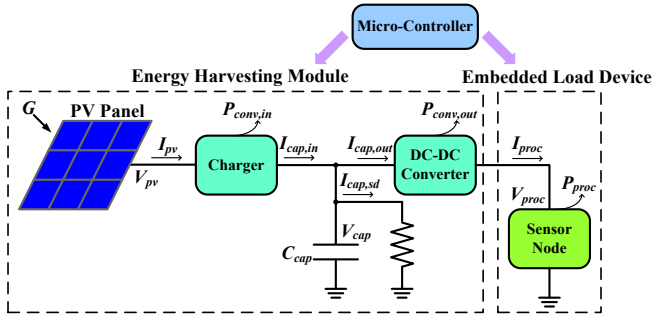 Micro-Controller
Energy Harvesting Module
Embedded Load Device
G
PV Panel
P_conv,in
P_conv,out
I_pv
I_cap,in
I_cap,out
I_proc
Charger
DC-DC
Converter
V_pv
I_cap,sd
V_proc
P_proc
V_cap
C_cap
Sensor
Node